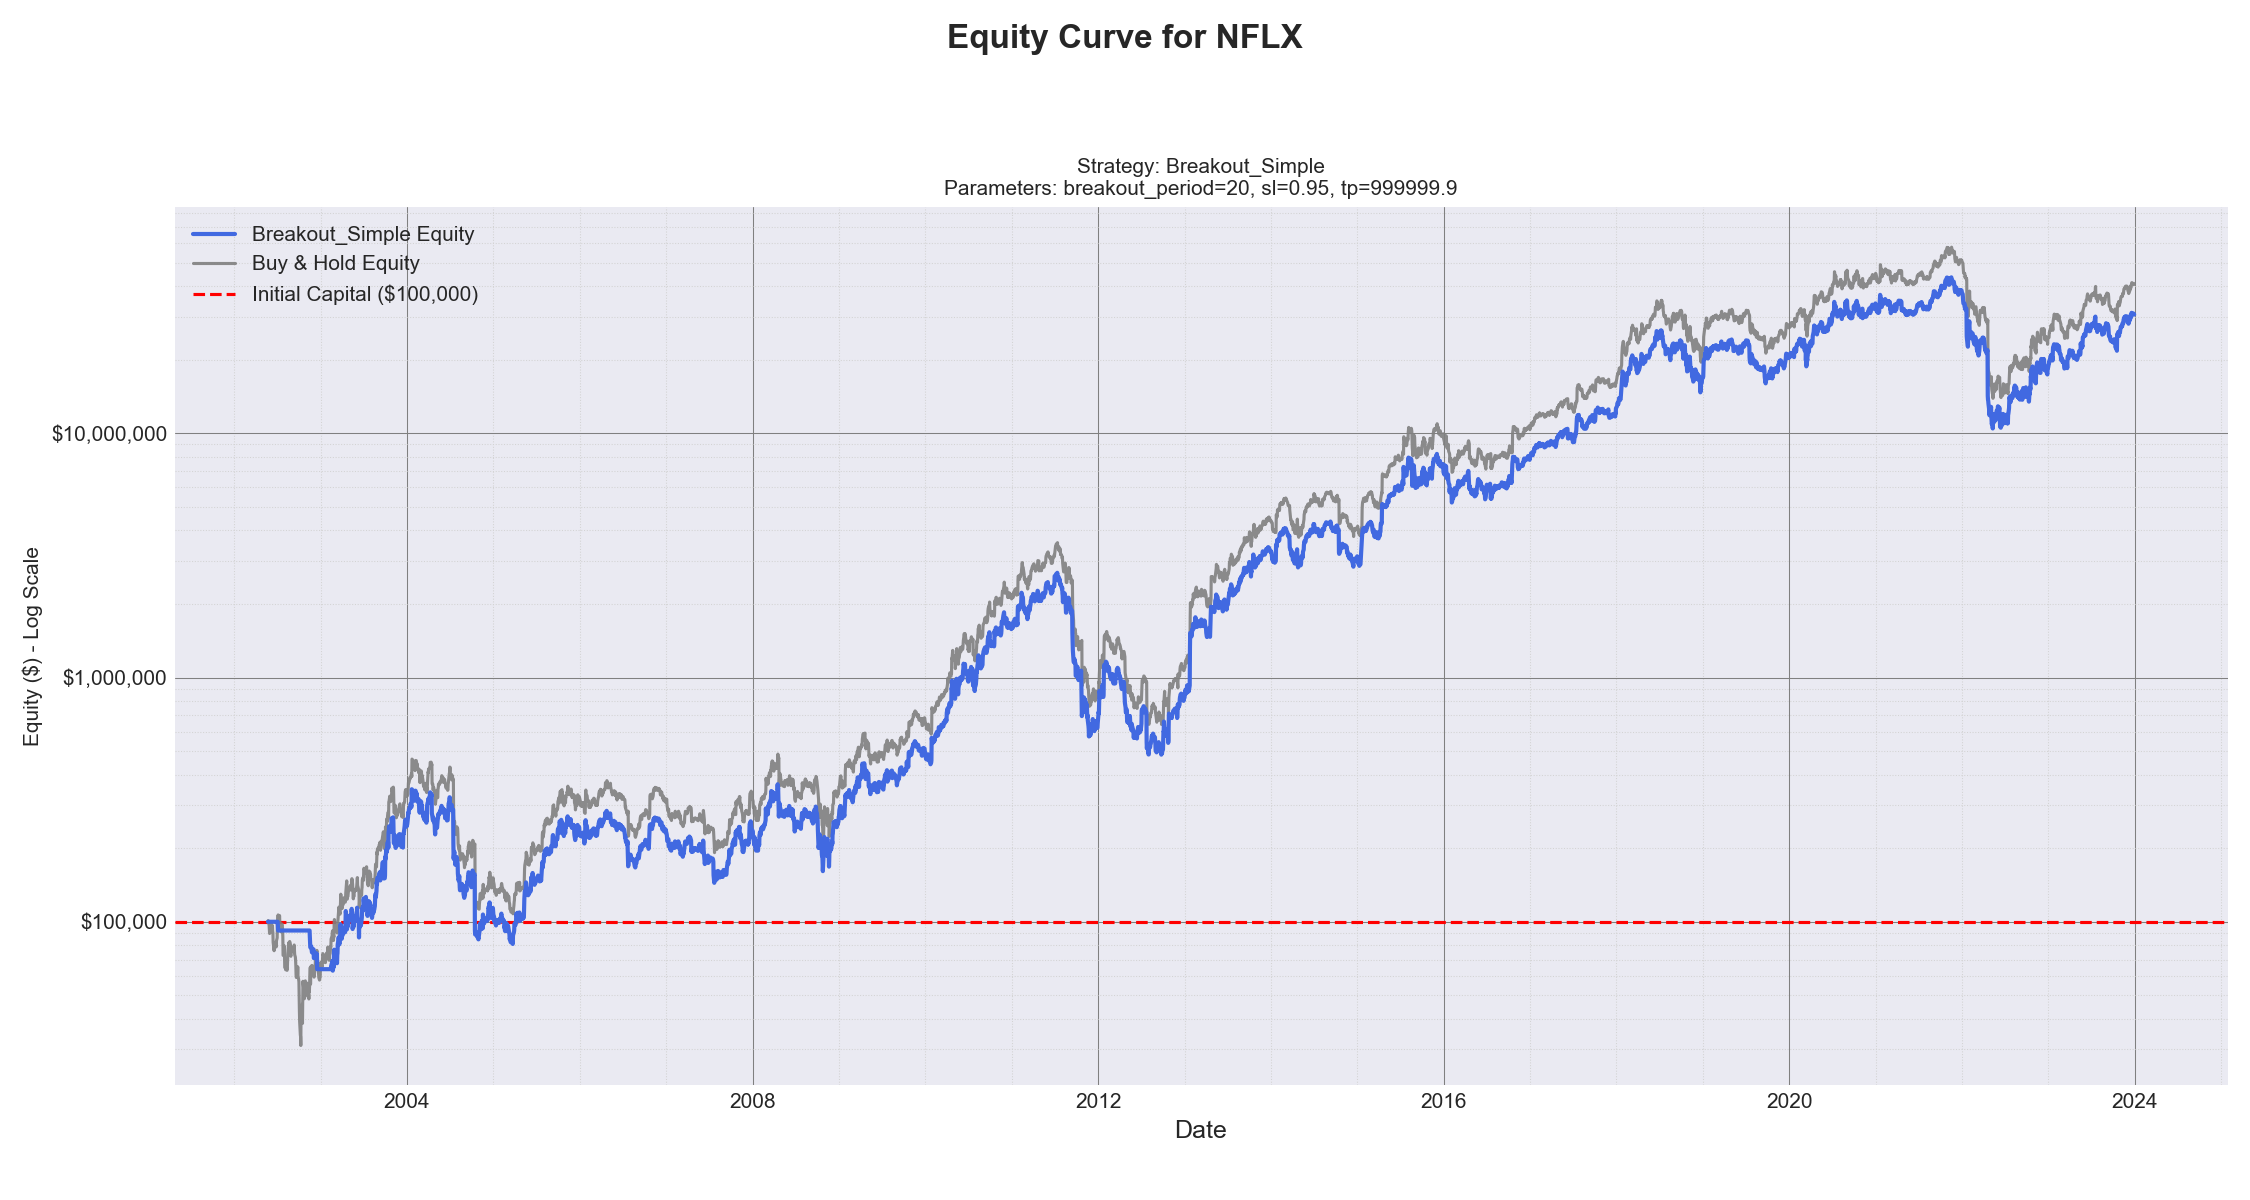 Equity Curve for NFLX
Strategy: Breakout_Simple
Parameters: breakout_period=20, sl=0.95, tp=999999.9
Breakout_Simple Equity
Buy & Hold Equity
Initial Capital ($100,000)
Equity ($) - Log Scale
$10,000,000
$1,000,000
$100,000
2004
2008
2012
2016
2020
2024
Date